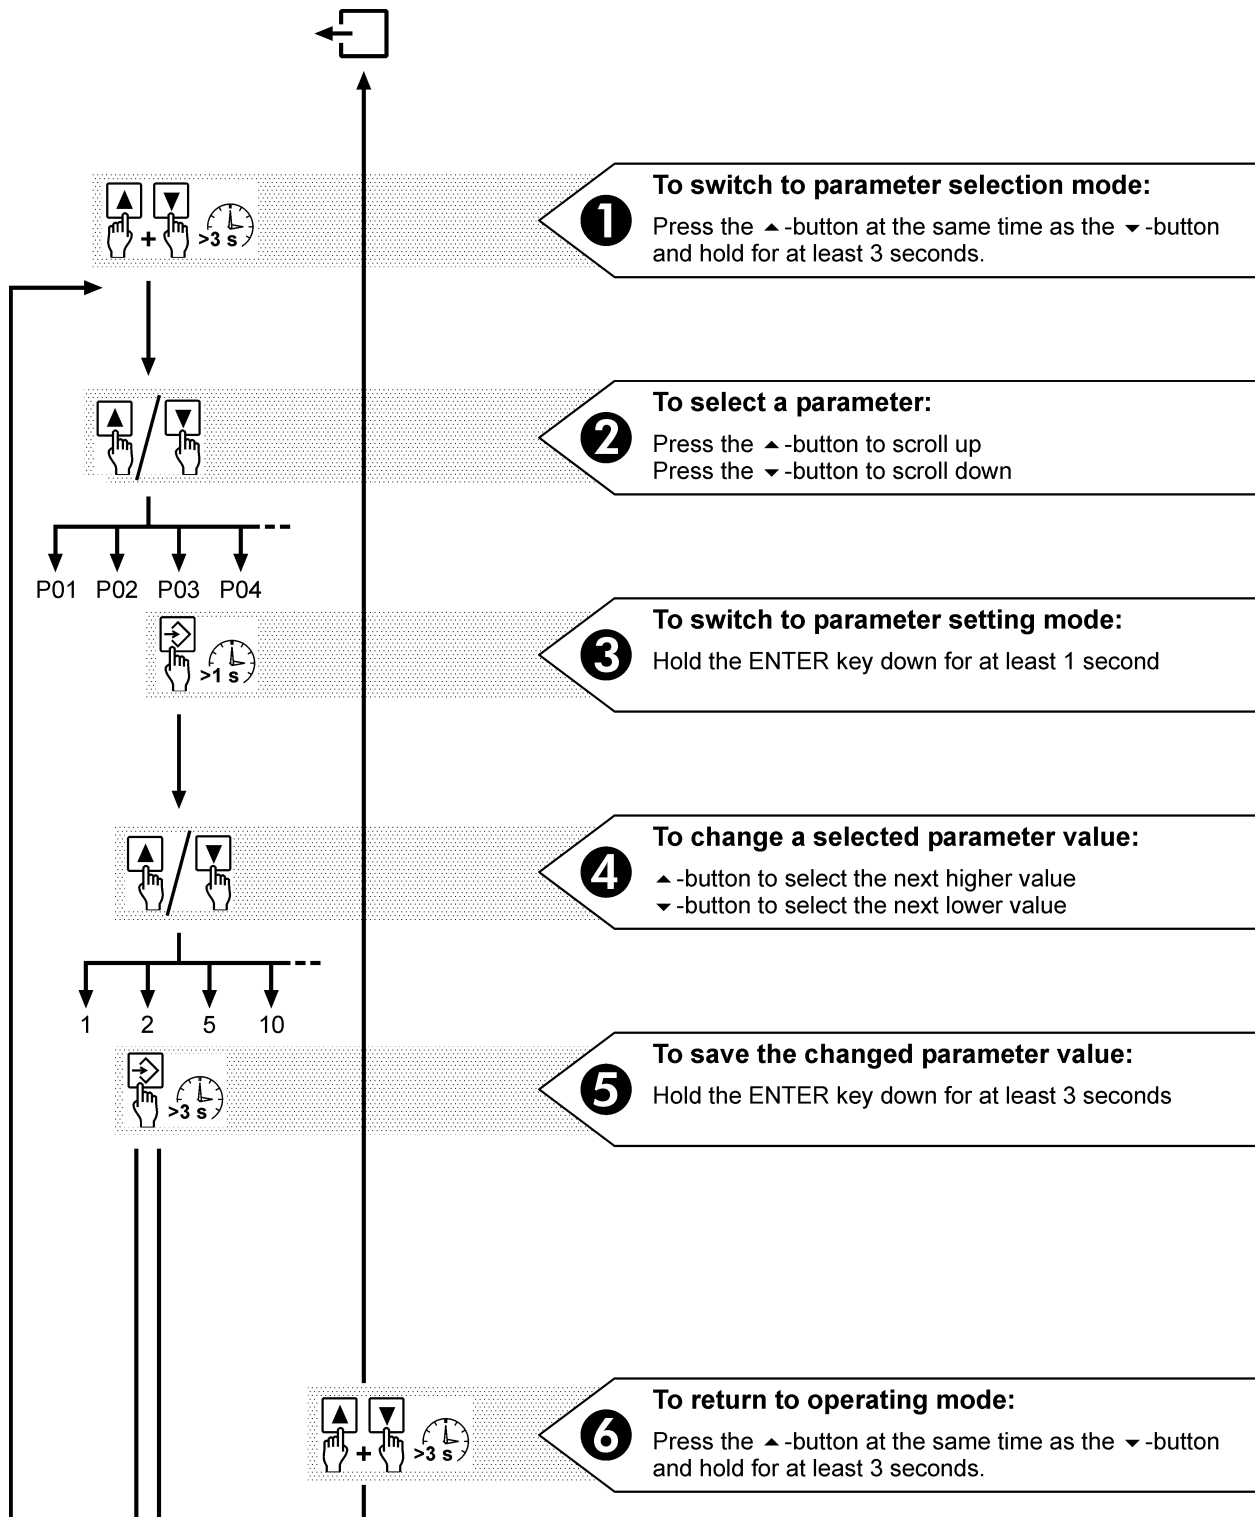 >3 s
+
1
To switch to parameter selection mode:
Press the ▲-button at the same time as the ▼-button
and hold for at least 3 seconds.
2
To select a parameter:
Press the ▲-button to scroll up
Press the ▼-button to scroll down
P01 P02 P03 P04
>1 s
3
To switch to parameter setting mode:
Hold the ENTER key down for at least 1 second
4
To change a selected parameter value:
▲-button to select the next higher value
▼-button to select the next lower value
1 2 5 10
>3 s
5
To save the changed parameter value:
Hold the ENTER key down for at least 3 seconds
+
>3 s
6
To return to operating mode:
Press the ▲-button at the same time as the ▼-button
and hold for at least 3 seconds.